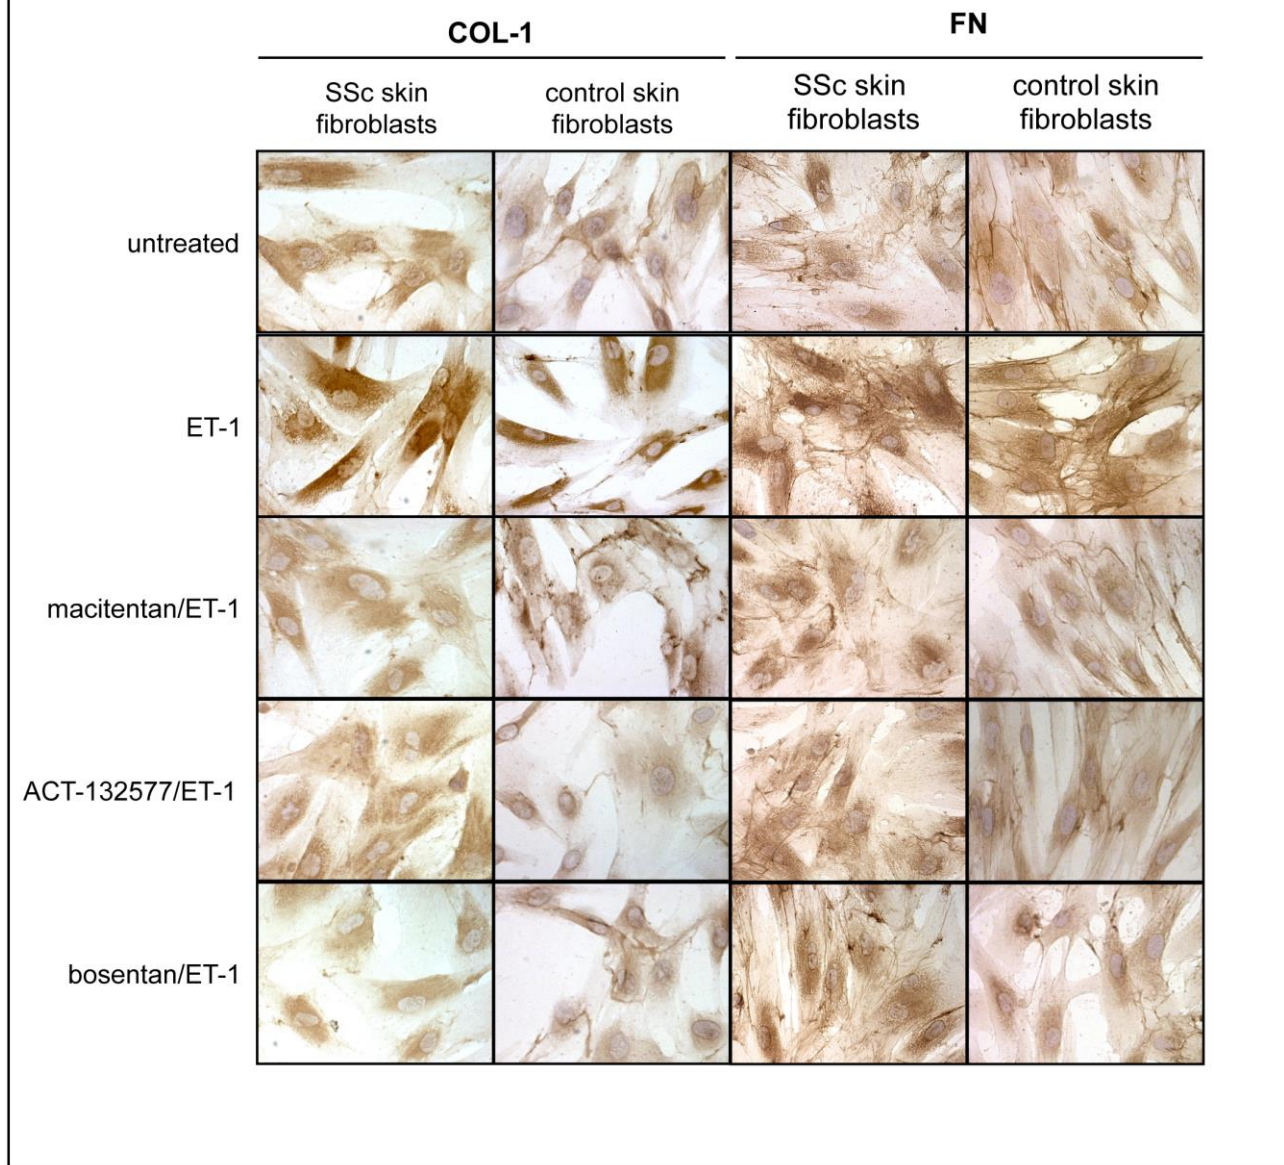 COL-1
FN
SSc skin
fibroblasts
control skin
fibroblasts
SSc skin
fibroblasts
control skin
fibroblasts
untreated
ET-1
macitentan/ET-1
ACT-132577/ET-1
bosentan/ET-1